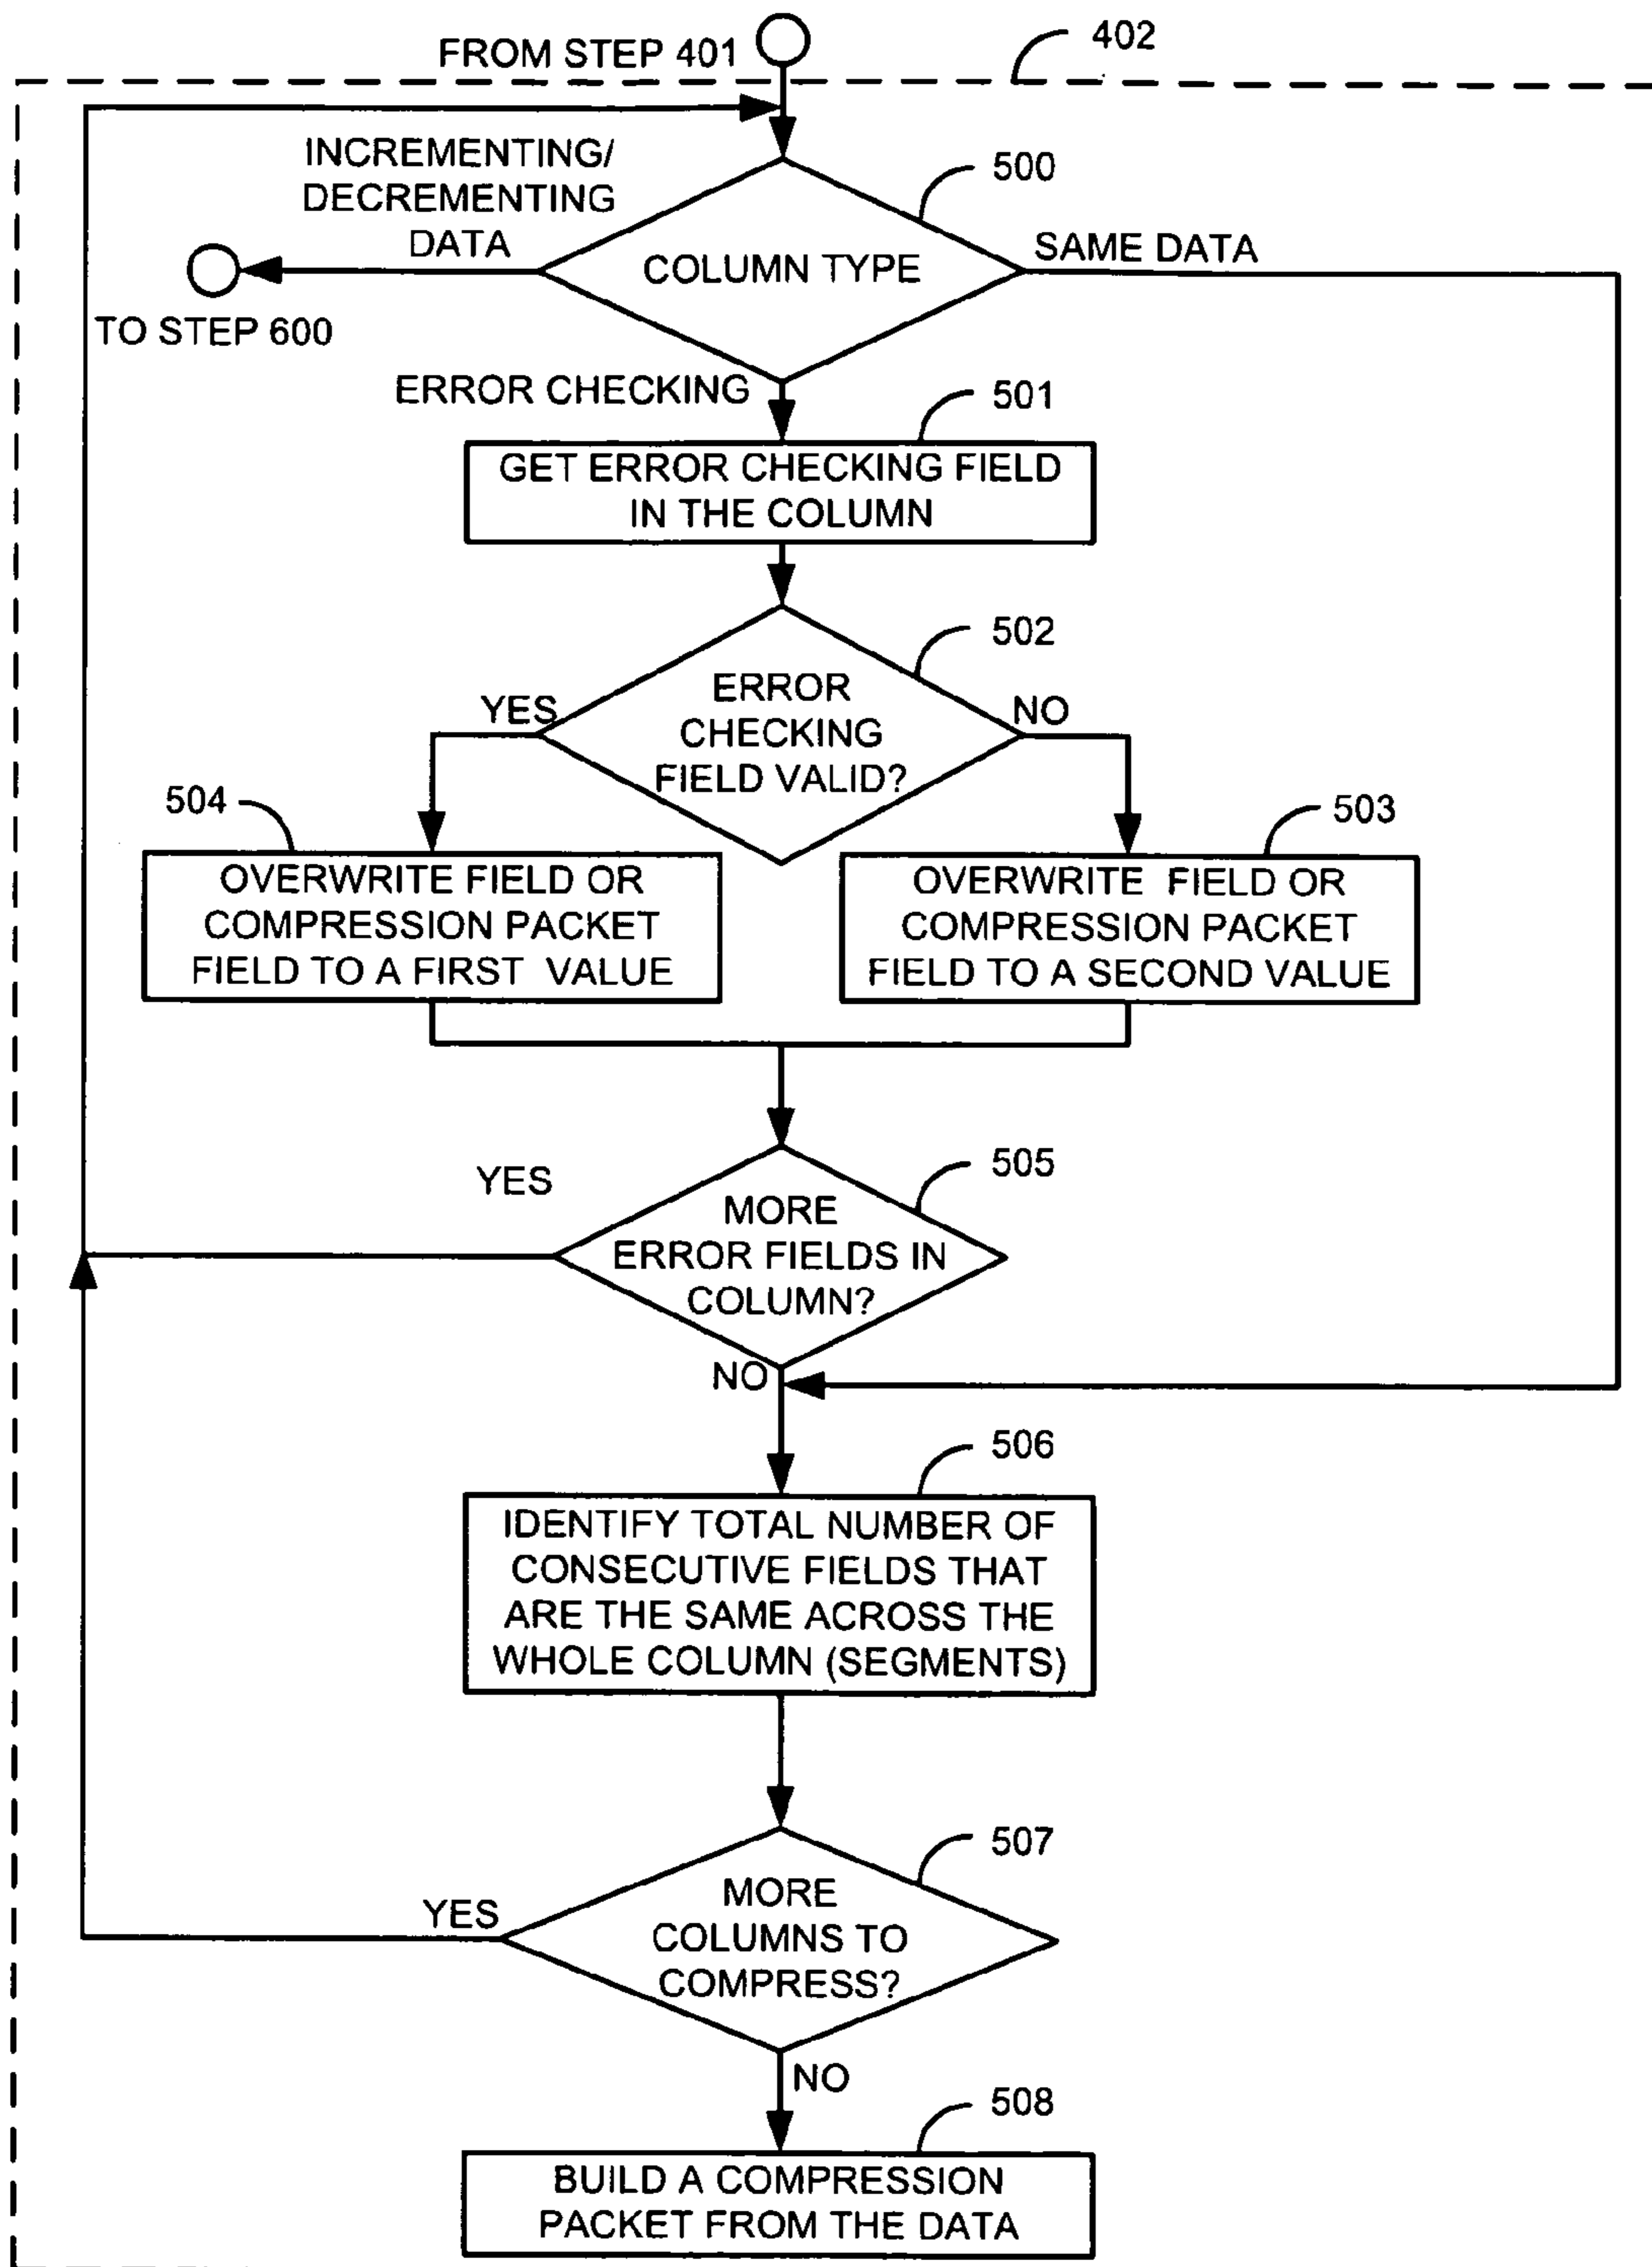 FROM STEP 401
402
INCREMENTING/
DECREMENTING
DATA
500
COLUMN TYPE
SAME DATA
TO STEP 600
ERROR CHECKING
501
GET ERROR CHECKING FIELD
IN THE COLUMN
502
ERROR
CHECKING
FIELD VALID?
YES
NO
504
OVERWRITE FIELD OR
COMPRESSION PACKET
FIELD TO A FIRST VALUE
503
OVERWRITE FIELD OR
COMPRESSION PACKET
FIELD TO A SECOND VALUE
505
YES
MORE
ERROR FIELDS IN
COLUMN?
NO
506
IDENTIFY TOTAL NUMBER OF
CONSECUTIVE FIELDS THAT
ARE THE SAME ACROSS THE
WHOLE COLUMN (SEGMENTS)
507
YES
MORE
COLUMNS TO
COMPRESS?
NO
508
BUILD A COMPRESSION
PACKET FROM THE DATA